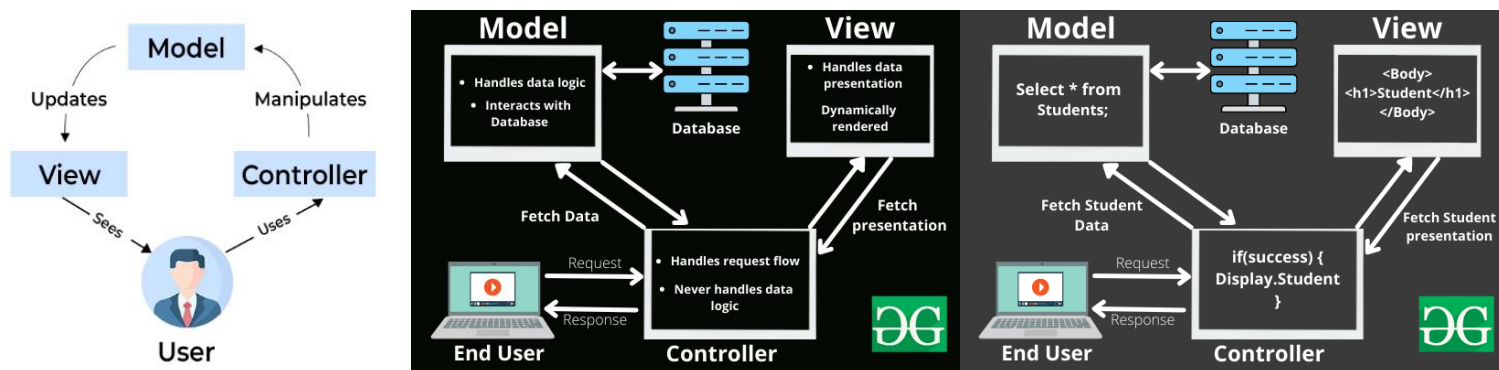 Model
Updates
Manipulates
View
Controller
Sees
Uses
User
Model
View
• Handles data logic
• Interacts with
Database
Database
• Handles data
presentation
Dynamically
rendered
Fetch Data
Fetch
presentation
• Handles request flow
• Never handles data
logic
Request
Response
End User
Controller
Model
View
Select * from
Students;
Database
<Body>
<h1>Student</h1>
</Body>
Fetch Student
Data
Fetch Student
presentation
if(success) {
Display.Student
}
Request
Response
End User
Controller